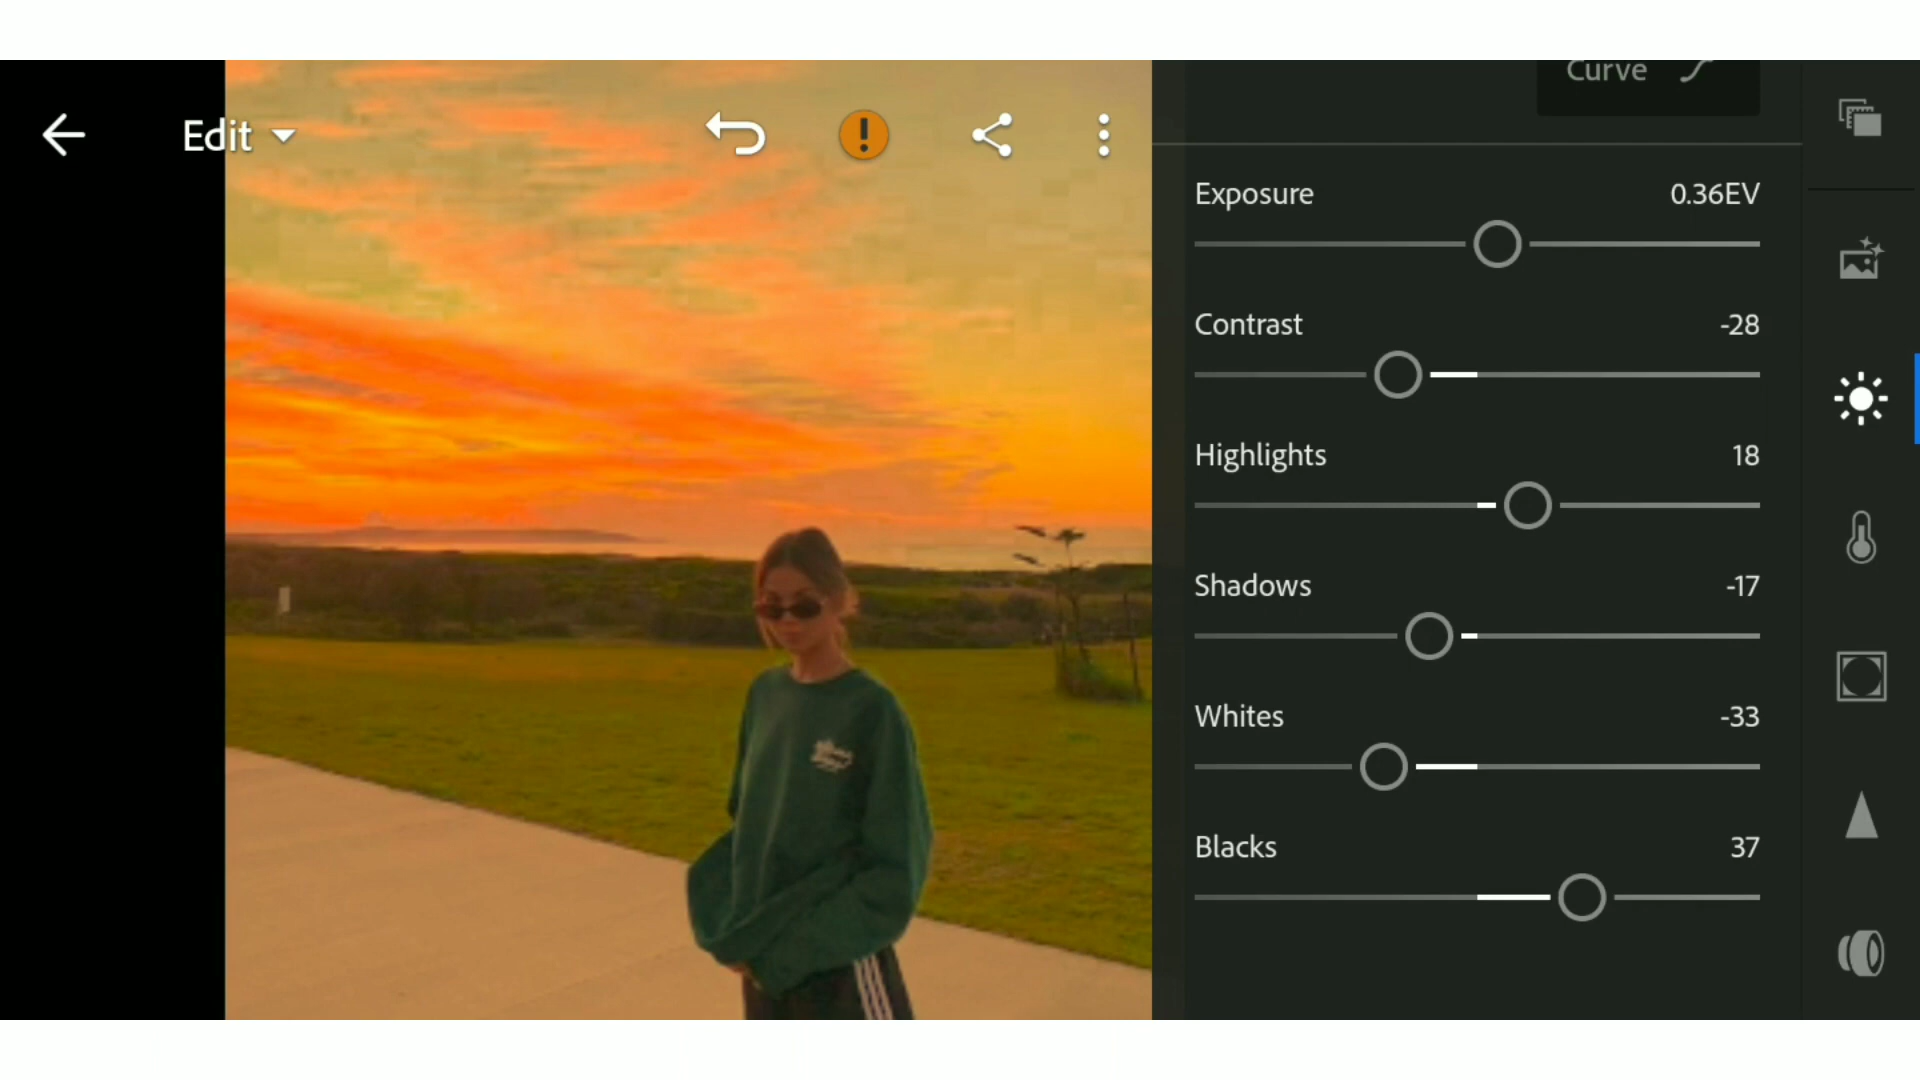 Edit
Curve
Exposure 0.36EV
Contrast -28
Highlights 18
Shadows -17
Whites -33
Blacks 37